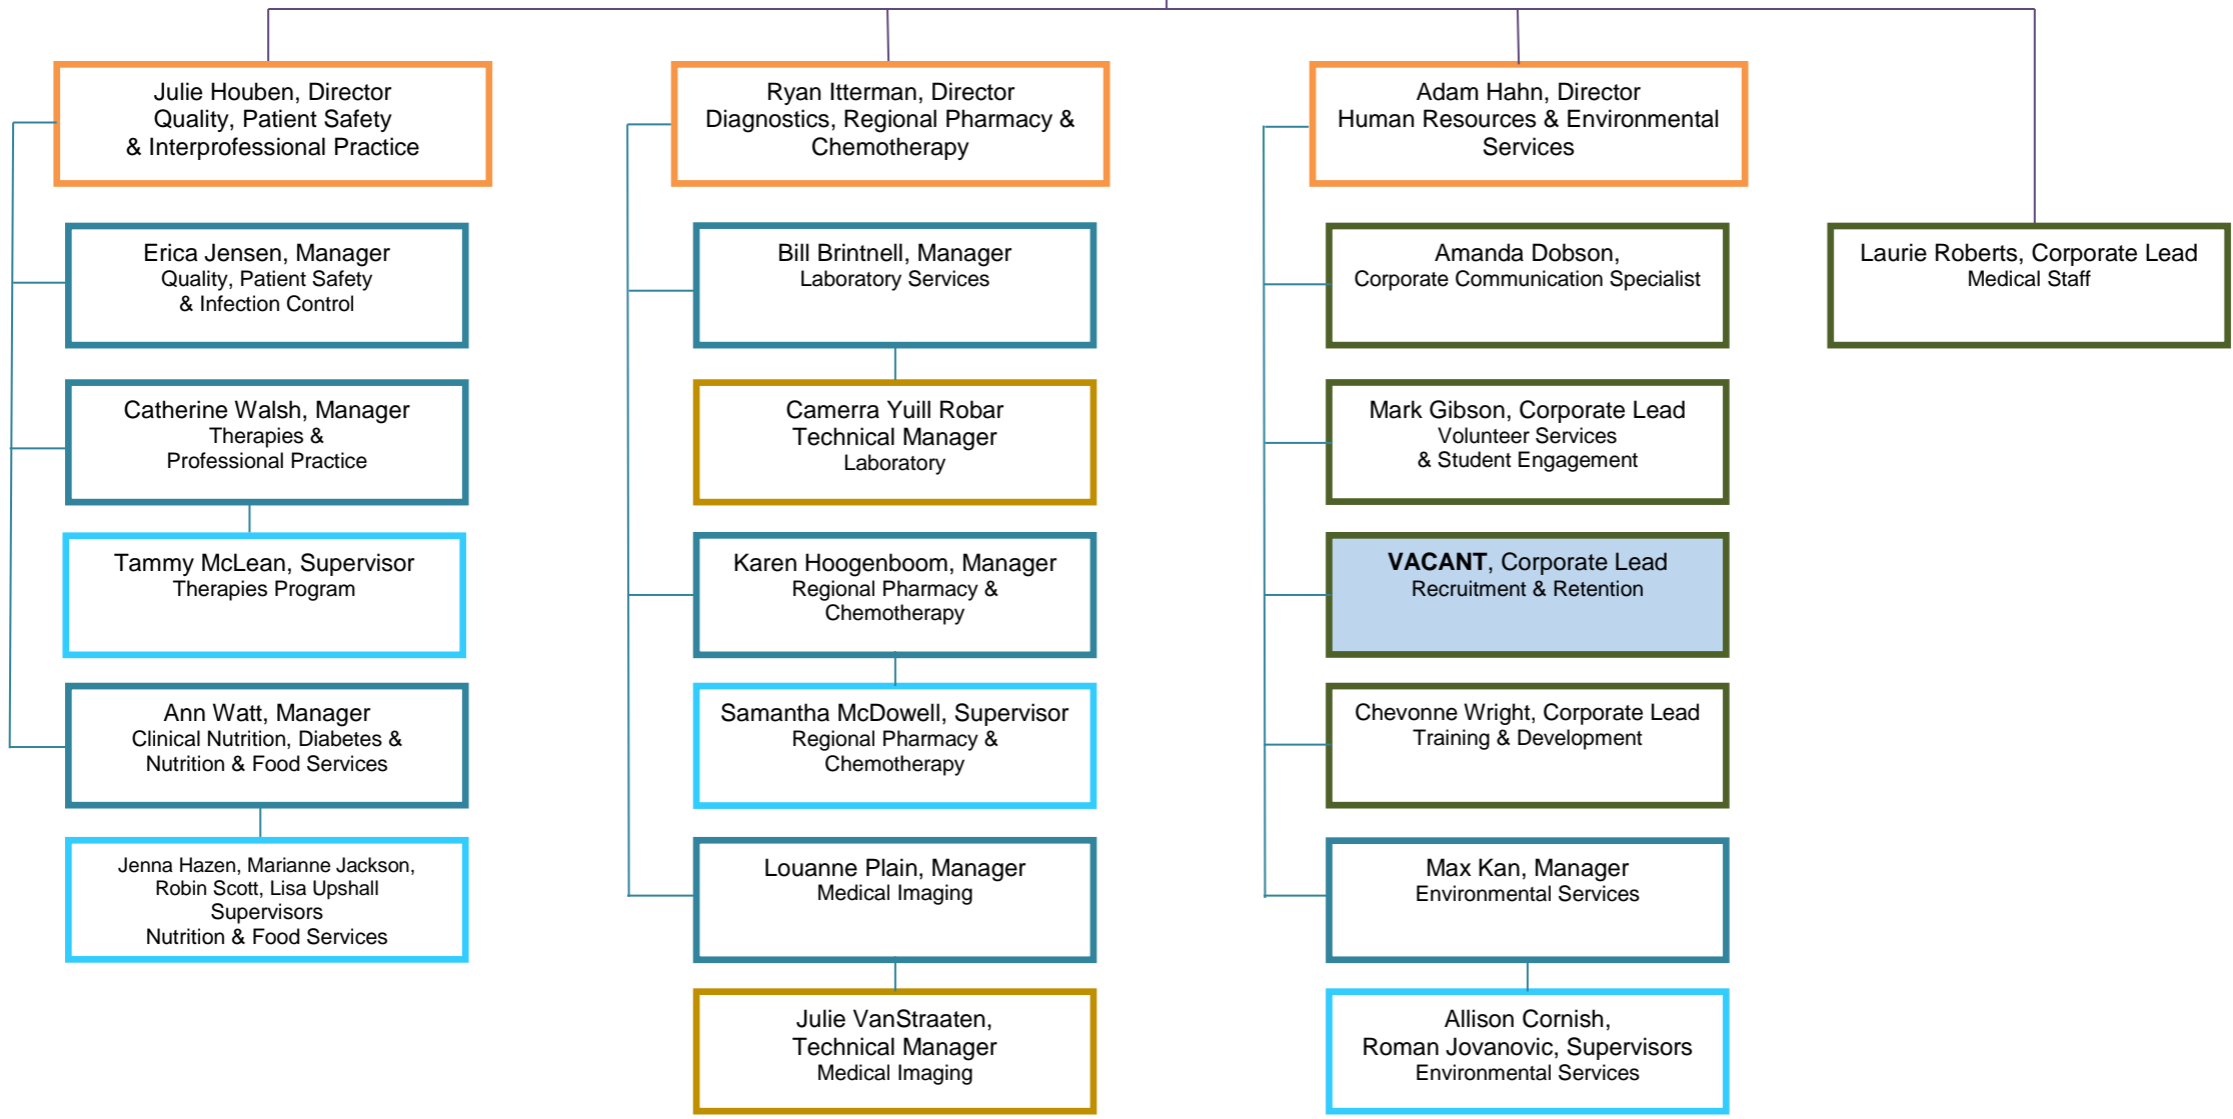 Julie Houben, Director
Quality, Patient Safety
& Interprofessional Practice
Erica Jensen, Manager
Quality, Patient Safety
& Infection Control
Catherine Walsh, Manager
Therapies &
Professional Practice
Tammy McLean, Supervisor
Therapies Program
Ann Watt, Manager
Clinical Nutrition, Diabetes &
Nutrition & Food Services
Jenna Hazen, Marianne Jackson,
Robin Scott, Lisa Upshall
Supervisors
Nutrition & Food Services
Ryan Itterman, Director
Diagnostics, Regional Pharmacy &
Chemotherapy
Bill Brintnell, Manager
Laboratory Services
Camerra Yuill Robar
Technical Manager
Laboratory
Karen Hoogenboom, Manager
Regional Pharmacy &
Chemotherapy
Samantha McDowell, Supervisor
Regional Pharmacy &
Chemotherapy
Louanne Plain, Manager
Medical Imaging
Julie VanStraaten,
Technical Manager
Medical Imaging
Adam Hahn, Director
Human Resources & Environmental
Services
Amanda Dobson,
Corporate Communication Specialist
Mark Gibson, Corporate Lead
Volunteer Services
& Student Engagement
VACANT, Corporate Lead
Recruitment & Retention
Chevonne Wright, Corporate Lead
Training & Development
Max Kan, Manager
Environmental Services
Allison Cornish,
Roman Jovanovic, Supervisors
Environmental Services
Laurie Roberts, Corporate Lead
Medical Staff